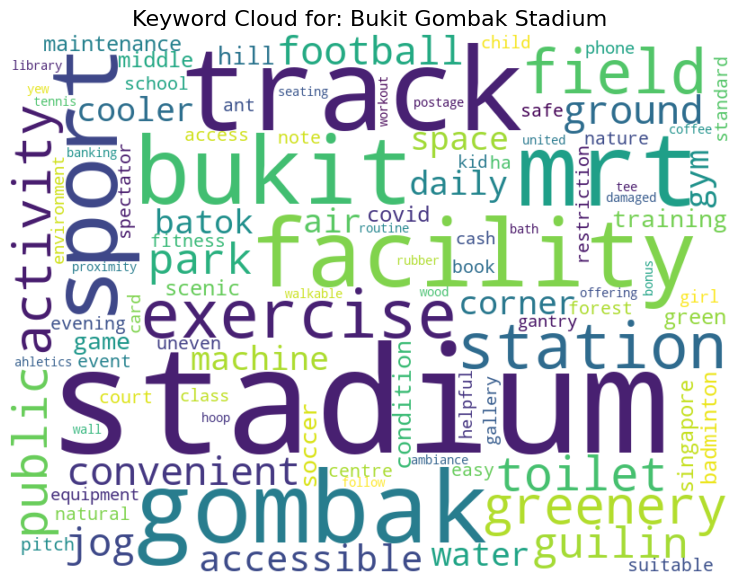 Keyword Cloud for: Bukit Gombak Stadium
maintenance
hill
football
child
phone
library
middle
track
field
standard
yew
school
ant
seating
workout
postage
safe
ground
tennis
cooler
access
note
space
united
nature
coffee
sport
banking
bukit
kid
ha
mrt
gym
activity
environment
spectator
daily
tee
damaged
restriction
batok
fair
covid
bath
training
fitness
routine
cash
proximity
park
facility
rubber
book
scenic
walkable
wood
offering
bonus
girl
card
exercise
corner
forest
green
evening
game
uneven
gantry
event
machine
station
ahletics
public
court
class
stadium
condition
helpful
gallery
singapore
badminton
wall
hoop
soccer
ambiance
convenient
centre
easy
toilet
equipment
follow
natural
gombak
greenery
pitch
jog
accessible
water
guilin
suitable